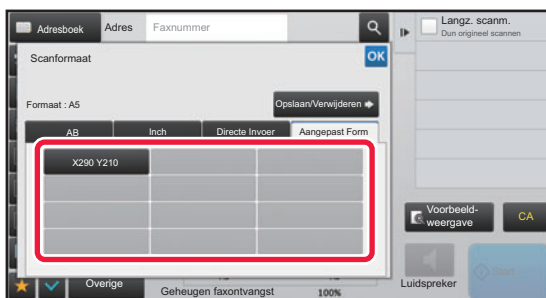 Adresboek Adres Faxnummer
Langz. scanm.
Dun origineel scannen
Scanformaat OK
Formaat : A5 Opslaan/Verwijderen
AB Inch Directe Invoer Aangepast Form
X290 Y210
Voorbeeld-
weergave
CA
Overige
Geheugen faxontvangst 100%
Luidspreker
Start